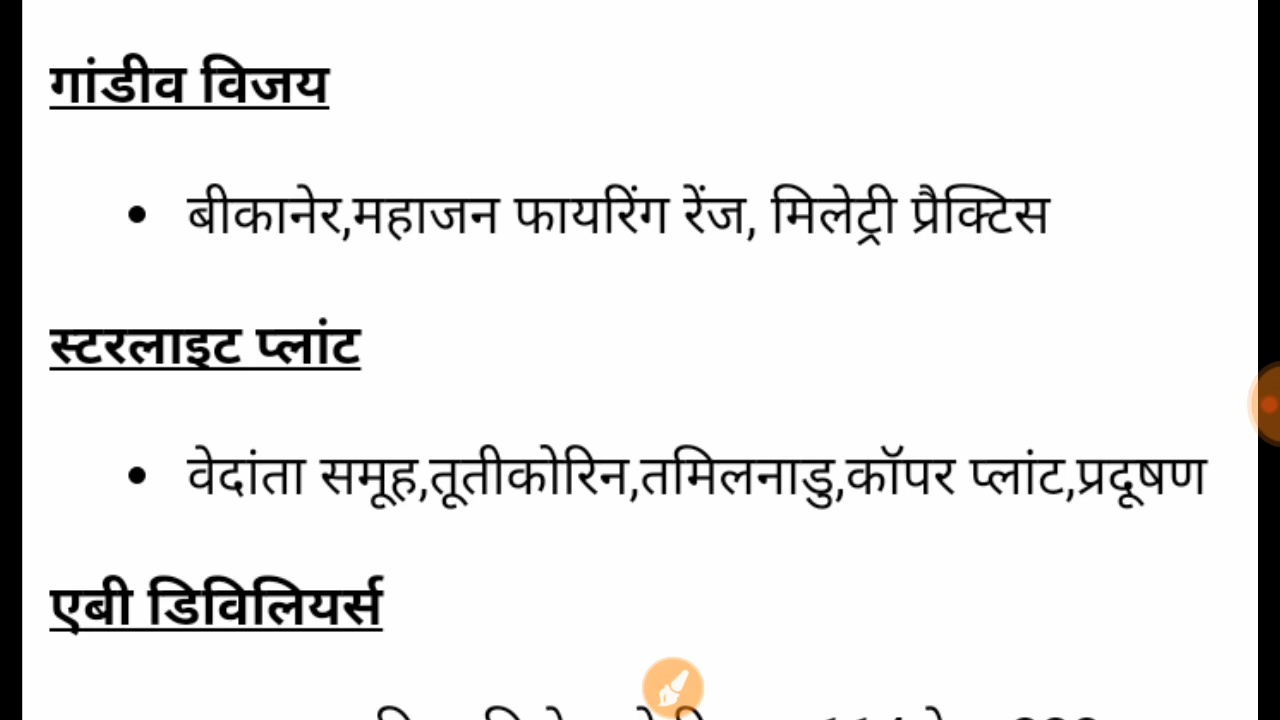 गांडीव विजय
बीकानेर,महाजन फायरिंग रेंज, मिलेट्री प्रैक्टिस
स्टरलाइट प्लांट
वेदांता समूह,तूतीकोरिन,तमिलनाडु,कॉपर प्लांट,प्रदूषण
एबी डिविलियर्स